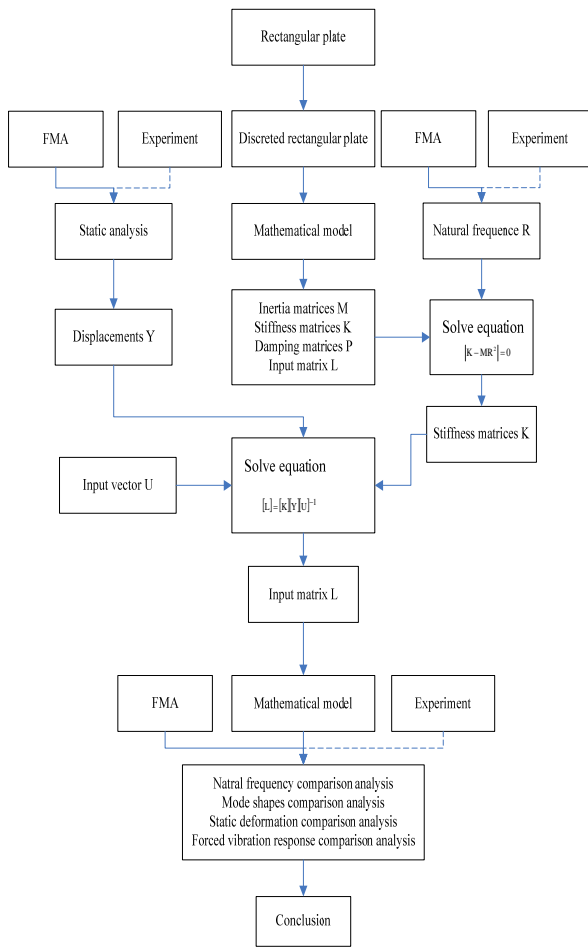 Rectangular plate
FMA
Experiment
Discreted rectangular plate
FMA
Experiment
Static analysis
Mathematical model
Natural frequence R
Displacements Y
Inertia matrices M
Stiffness matrices K
Damping matrices P
Input matrix L
Solve equation
|K−MR²|=0
Stiffness matrices K
Input vector U
Solve equation
[L]=[K][Y][U]⁻¹
Input matrix L
FMA
Mathematical model
Experiment
Natral frequency comparison analysis
Mode shapes comparison analysis
Static deformation comparison analysis
Forced vibration response comparison analysis
Conclusion